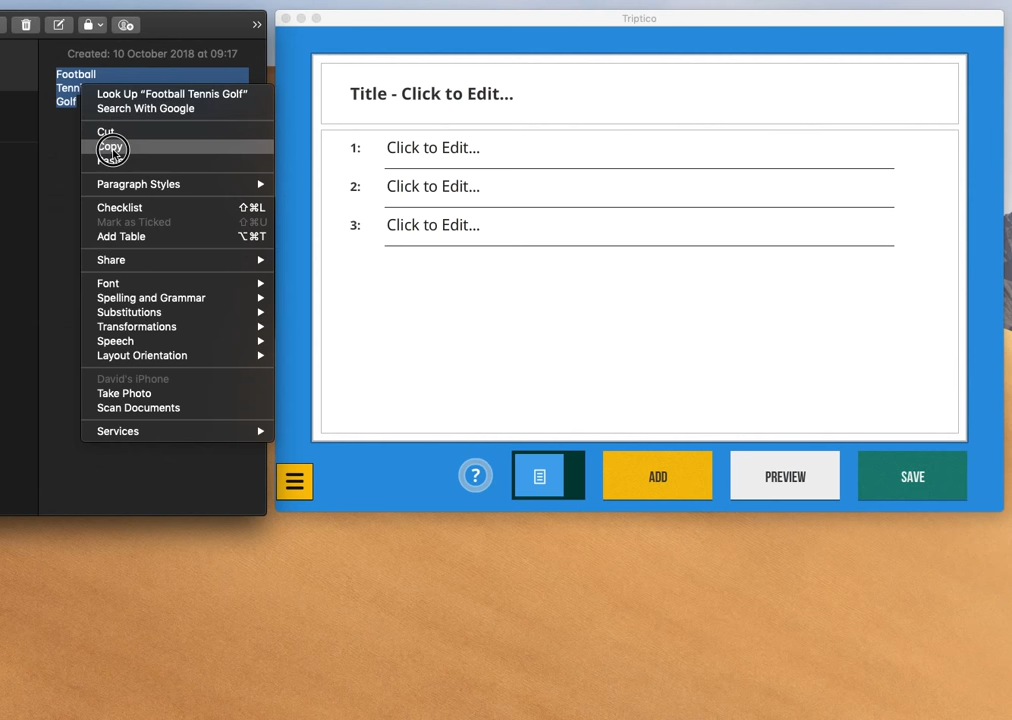 Triptico
Created: 10 October 2018 at 09:17
Football
Tennis
Golf
Look Up “Football Tennis Golf”
Search With Google
Cut
Copy
Paragraph Styles
Checklist ⇧⌘L
Mark as Ticked ⇧⌘U
Add Table ⌥⌘T
Share
Font
Spelling and Grammar
Substitutions
Transformations
Speech
Layout Orientation
David's iPhone
Take Photo
Scan Documents
Services
Title - Click to Edit...
1: Click to Edit...
2: Click to Edit...
3: Click to Edit...
? ADD PREVIEW SAVE